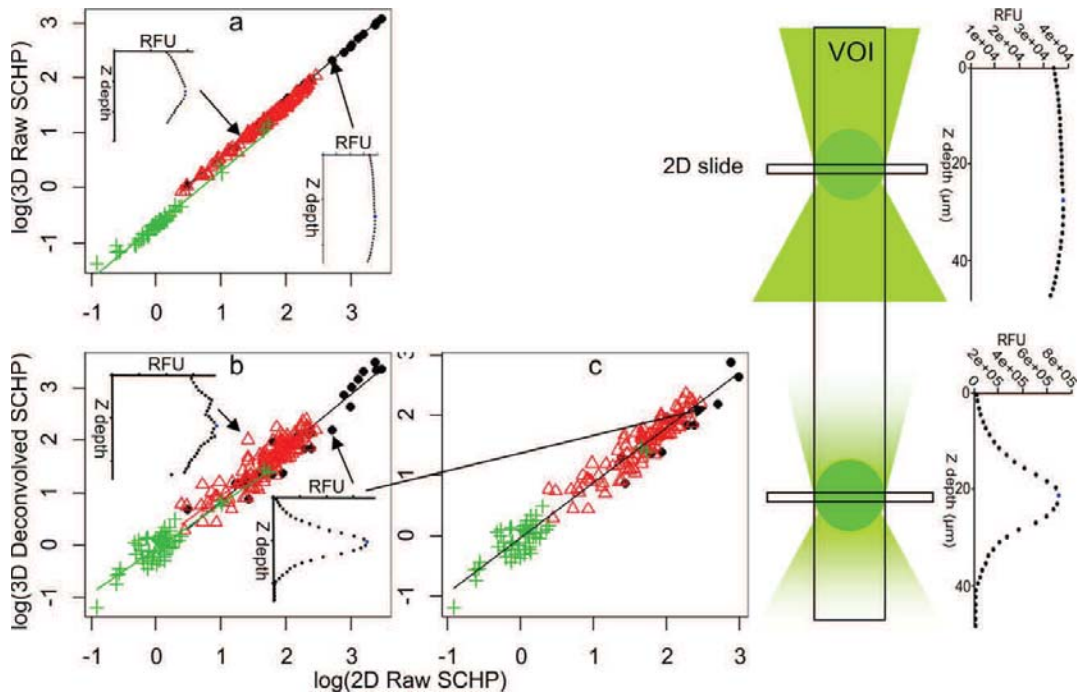 a
log(3D Raw SCHP)
3
2
1
0
-1
RFU
Z depth
RFU
Z depth
-1 0 1 2 3
b
log(3D Deconvolved SCHP)
3
2
1
0
-1
RFU
Z depth
RFU
Z depth
-1 0 1 2 3
c
3
2
1
0
-1
-1 0 1 2 3
log(2D Raw SCHP)
VOI
2D slide
RFU
1e+04
2e+04
3e+04
4e+04
0
20
40
Z depth (µm)
RFU
0
2e+05
4e+05
6e+05
8e+05
0
20
40
Z depth (µm)